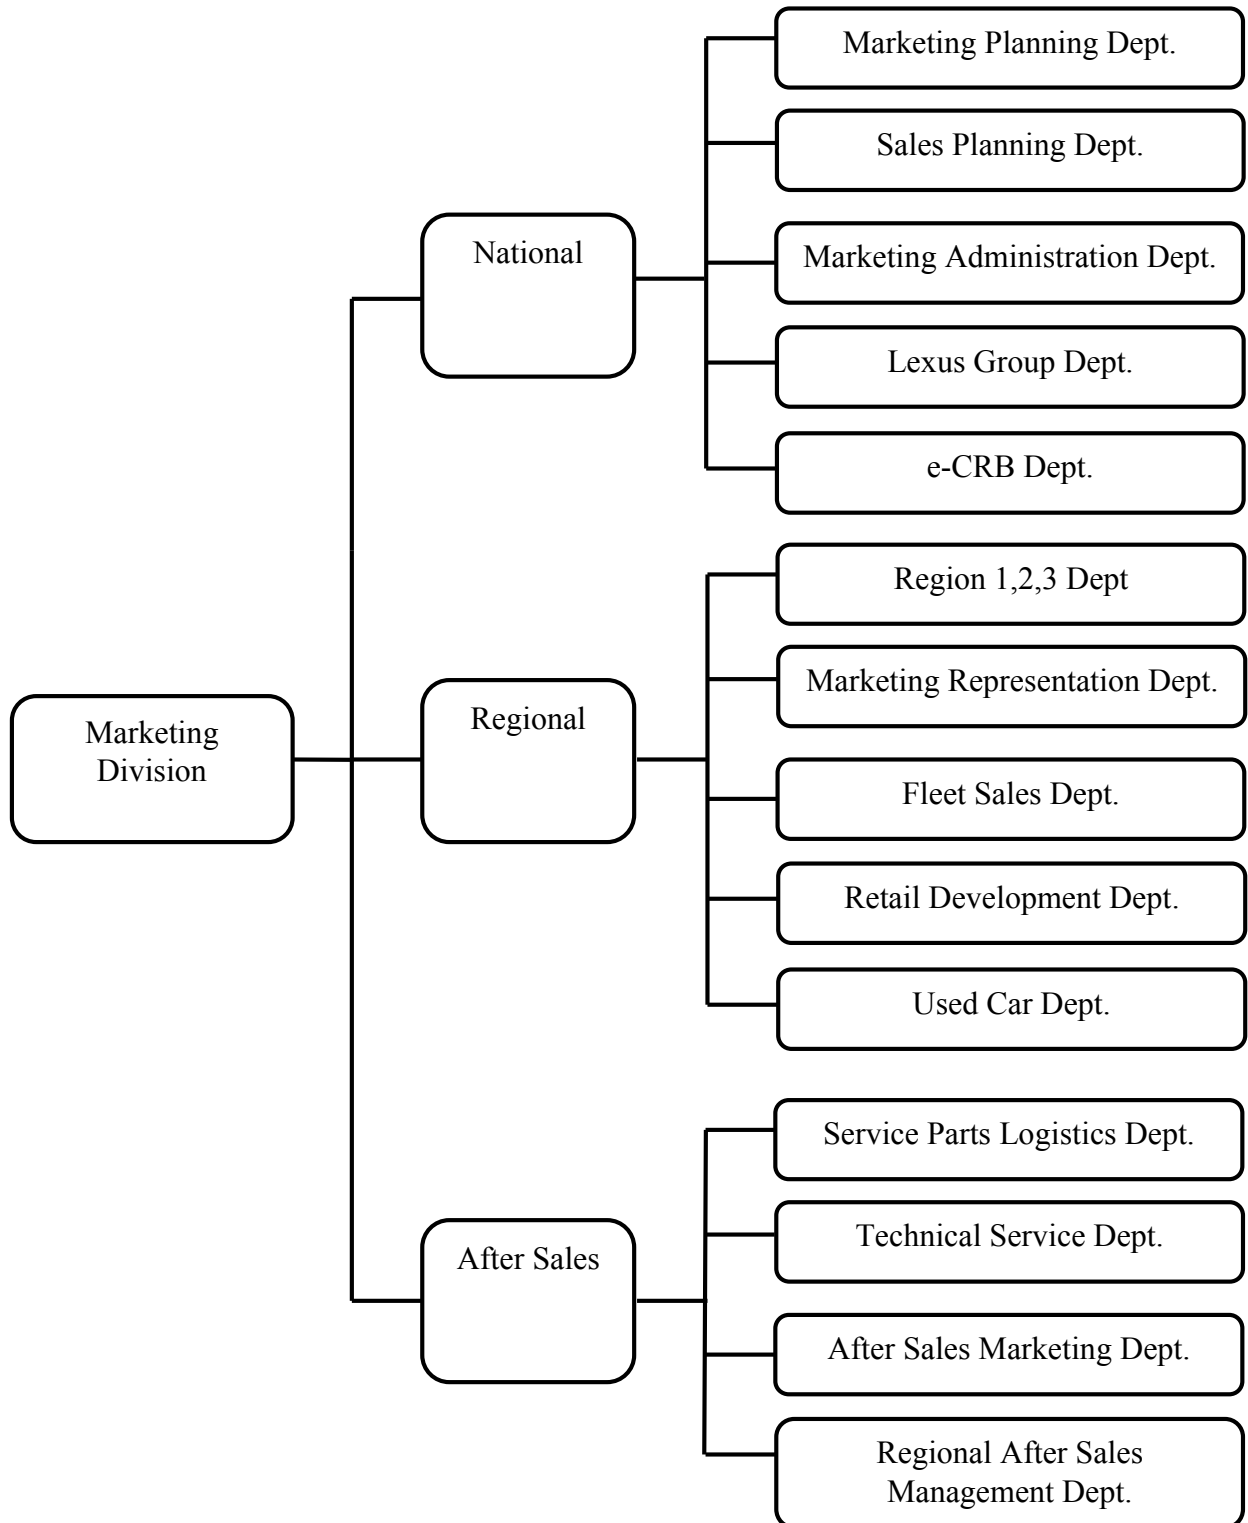 Marketing Planning Dept.
Sales Planning Dept.
National
Marketing Administration Dept.
Lexus Group Dept.
e-CRB Dept.
Region 1,2,3 Dept
Marketing Representation Dept.
Regional
Marketing
Division
Fleet Sales Dept.
Retail Development Dept.
Used Car Dept.
Service Parts Logistics Dept.
Technical Service Dept.
After Sales
After Sales Marketing Dept.
Regional After Sales
Management Dept.